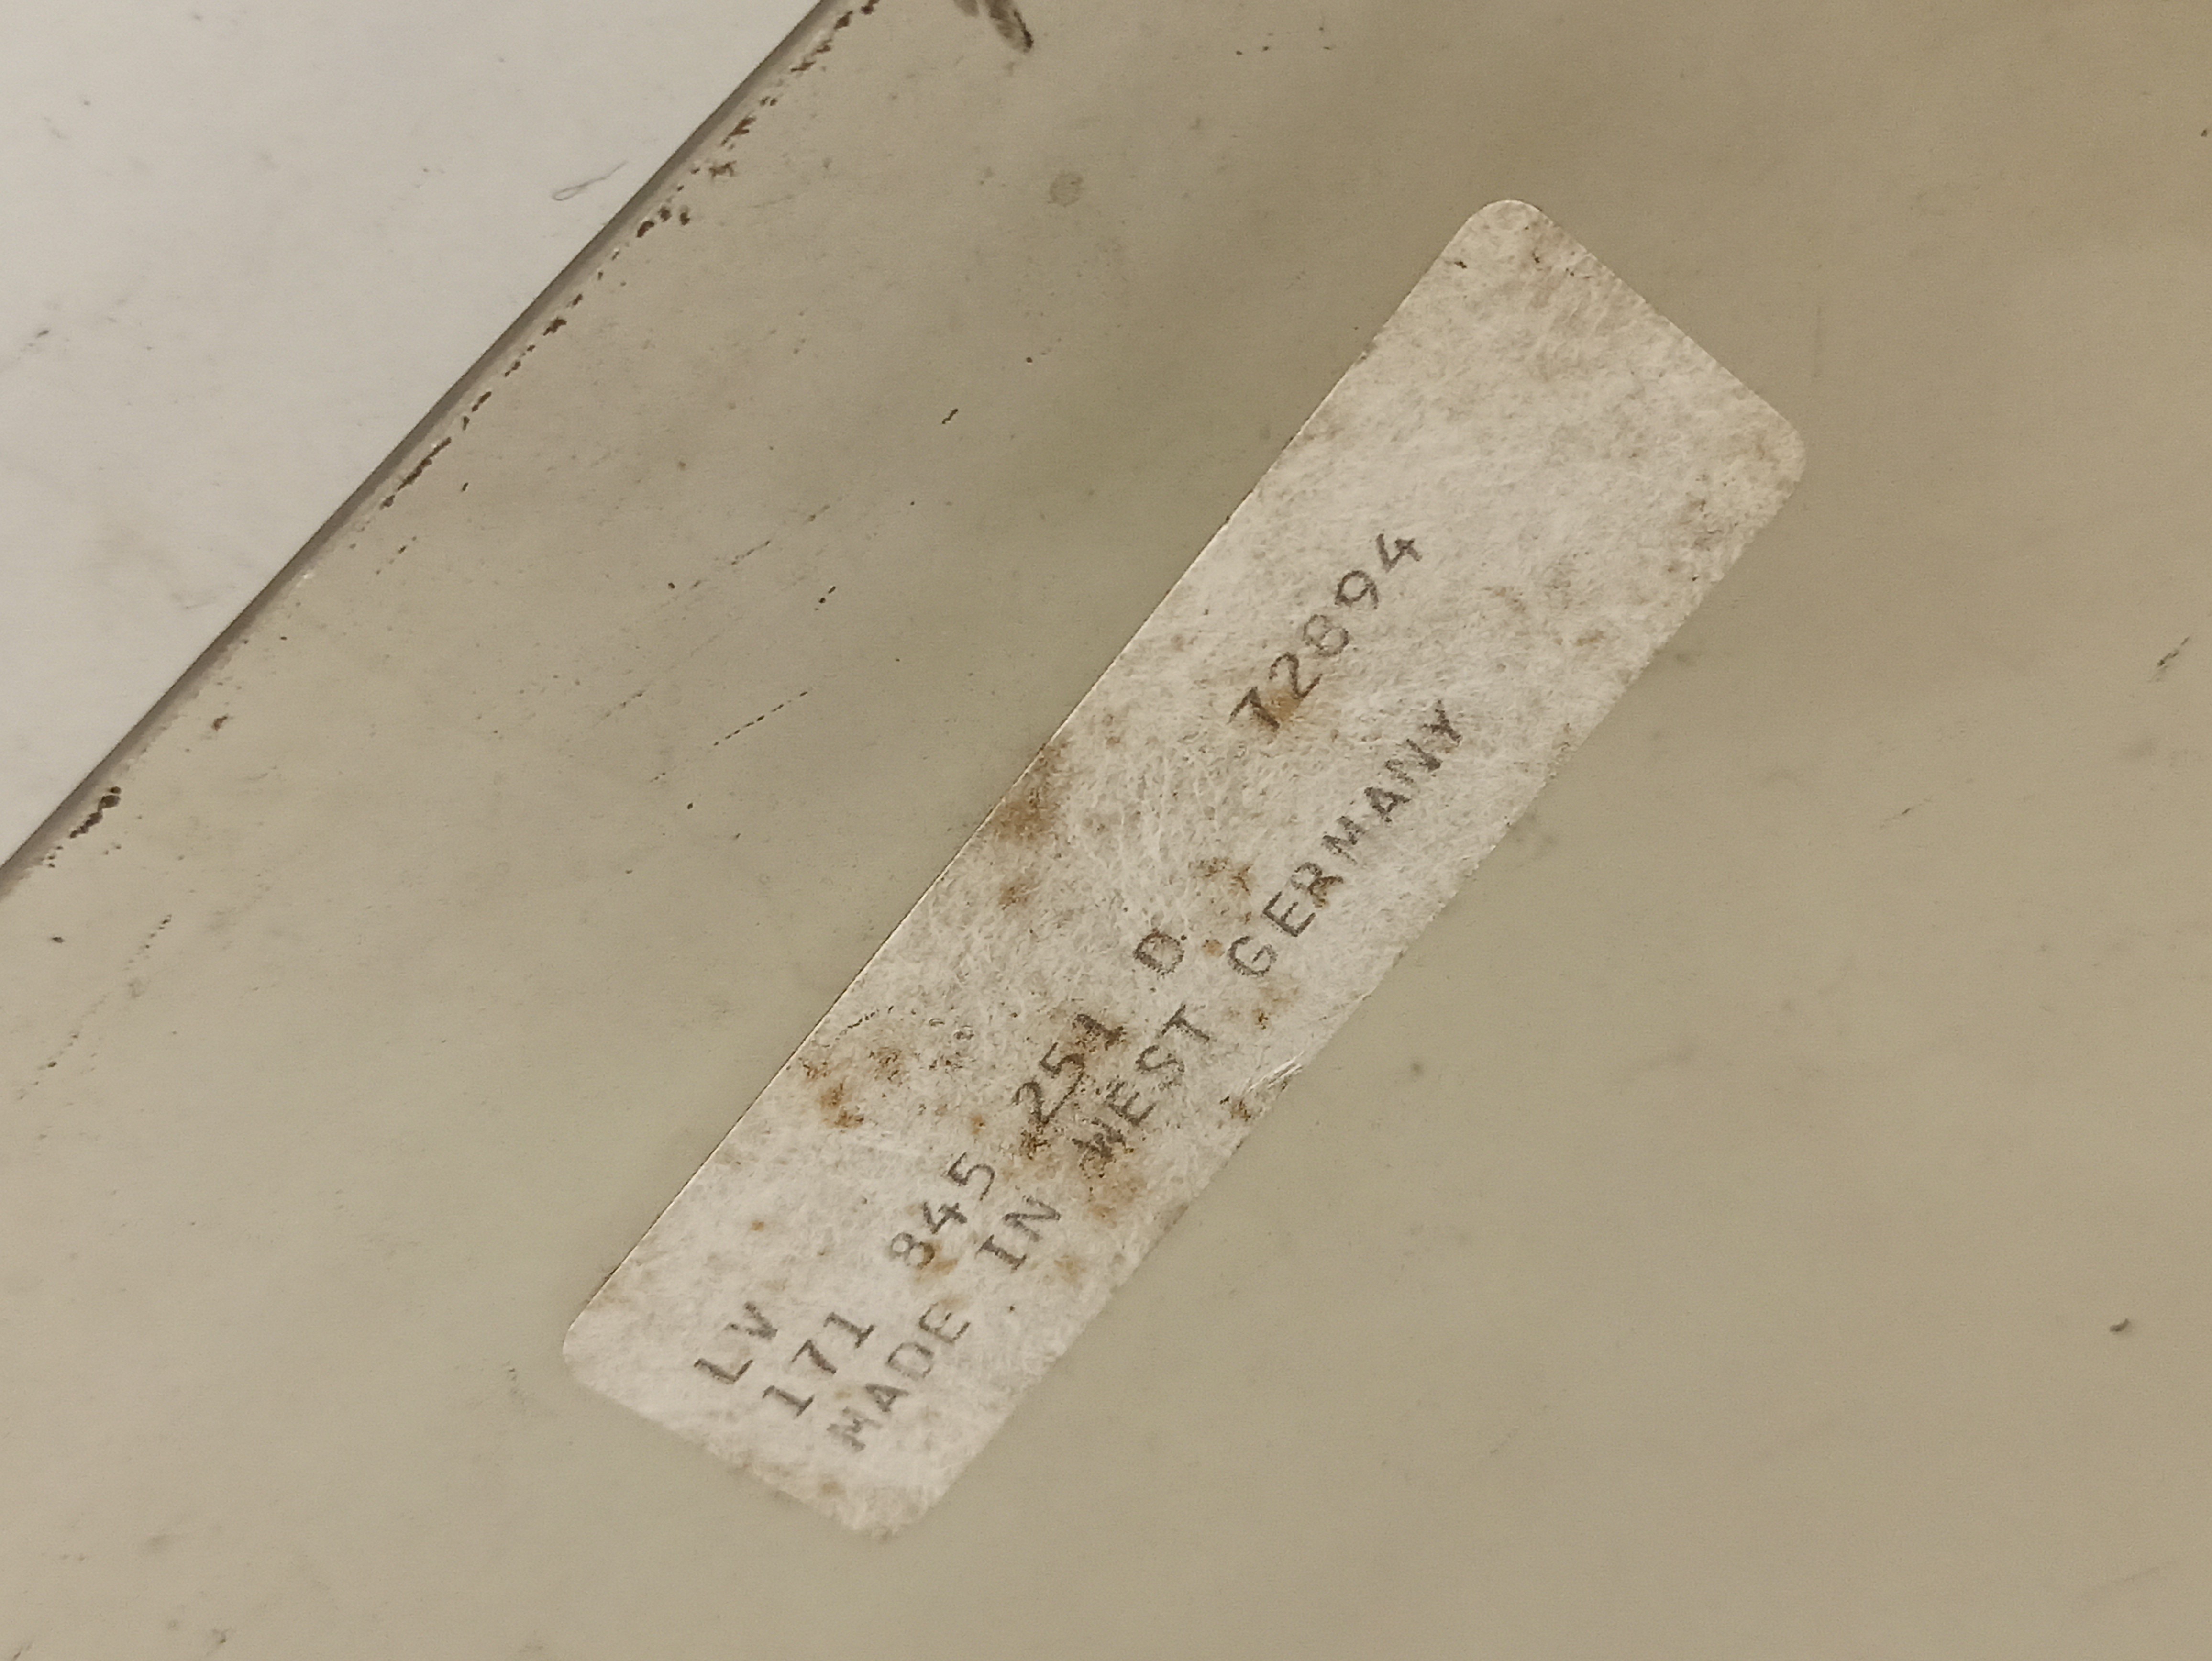 LV
171 845 251 D. 72894
MADE IN WEST GERMANY